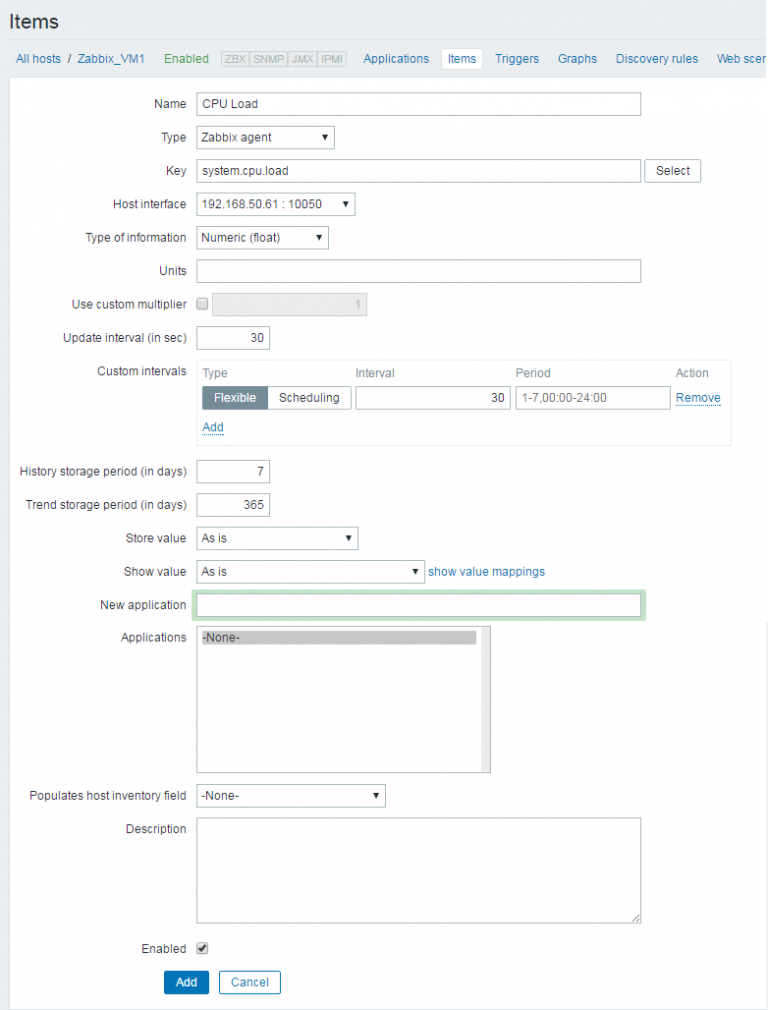 Items
All hosts / Zabbix_VM1 Enabled ZBX SNMP JMX IPMI Applications Items Triggers Graphs Discovery rules Web scer
Name CPU Load
Type Zabbix agent
Key system.cpu.load Select
Host interface 192.168.50.61 : 10050
Type of information Numeric (float)
Units
Use custom multiplier 1
Update interval (in sec) 30
Custom intervals Type Interval Period Action
Flexible Scheduling 30 1-7,00:00-24:00 Remove
Add
History storage period (in days) 7
Trend storage period (in days) 365
Store value As is
Show value As is show value mappings
New application
Applications -None-
Populates host inventory field -None-
Description
Enabled
Add Cancel